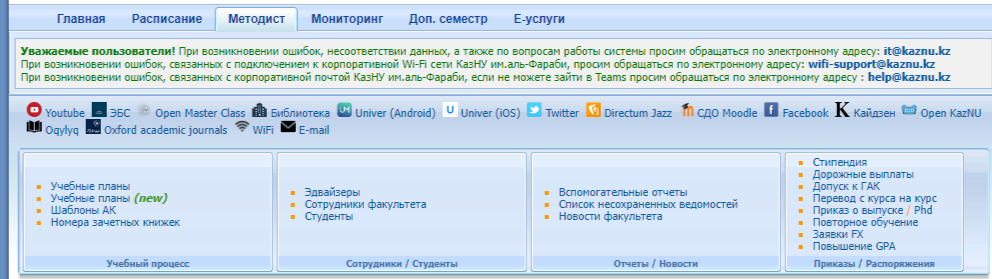 Главная Расписание Методист Мониторинг Доп. семестр Е-услуги
Уважаемые пользователи! При возникновении ошибок, несоответствии данных, а также по вопросам работы системы просим обращаться по электронному адресу: it@kaznu.kz
При возникновении ошибок, связанных с подключением к корпоративной Wi-Fi сети КазНУ им.аль-Фараби, просим обращаться по электронному адресу: wifi-support@kaznu.kz
При возникновении ошибок, связанных с корпоративной почтой КазНУ им.аль-Фараби, если не можете зайти в Teams просим обращаться по электронному адресу : help@kaznu.kz
Youtube ЭБС Open Master Class Библиотека Univer (Android) Univer (iOS) Twitter Directum Jazz СДО Moodle Facebook Кайдзен Open KazNU
Oqylyq Oxford academic journals WiFi E-mail
Учебные планы
Учебные планы (new)
Шаблоны АК
Номера зачетных книжек
Учебный процесс
Эдвайзеры
Сотрудники факультета
Студенты
Сотрудники / Студенты
Вспомогательные отчеты
Список несохраненных ведомостей
Новости факультета
Отчеты / Новости
Стипендия
Дорожные выплаты
Допуск к ГАК
Перевод с курса на курс
Приказ о выпуске / Phd
Повторное обучение
Заявки FX
Повышение GPA
Приказы / Распоряжения